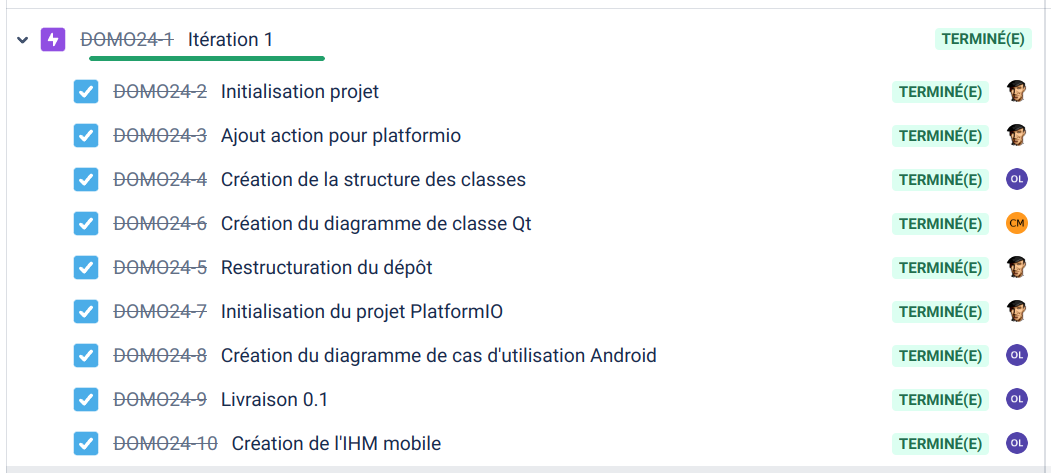 DOMO24-1 Itération 1 TERMINÉ(E)
DOMO24-2 Initialisation projet TERMINÉ(E)
DOMO24-3 Ajout action pour platformio TERMINÉ(E)
DOMO24-4 Création de la structure des classes TERMINÉ(E) OL
DOMO24-6 Création du diagramme de classe Qt TERMINÉ(E) CM
DOMO24-5 Restructuration du dépôt TERMINÉ(E)
DOMO24-7 Initialisation du projet PlatformIO TERMINÉ(E)
DOMO24-8 Création du diagramme de cas d'utilisation Android TERMINÉ(E) OL
DOMO24-9 Livraison 0.1 TERMINÉ(E) OL
DOMO24-10 Création de l'IHM mobile TERMINÉ(E) OL